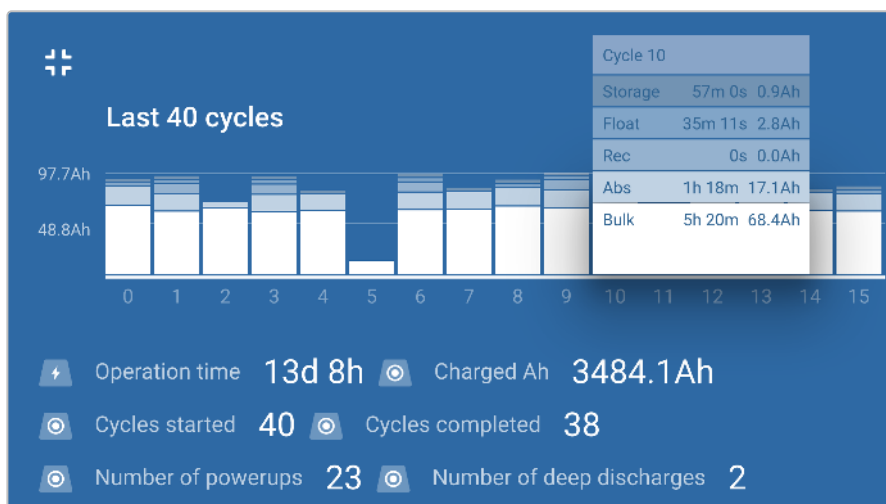 Cycle 10
Storage 57m 0s 0.9Ah
Float 35m 11s 2.8Ah
Rec 0s 0.0Ah
Abs 1h 18m 17.1Ah
Bulk 5h 20m 68.4Ah
Last 40 cycles
97.7Ah
48.8Ah
0 1 2 3 4 5 6 7 8 9 10 11 12 13 14 15
Operation time 13d 8h Charged Ah 3484.1Ah
Cycles started 40 Cycles completed 38
Number of powerups 23 Number of deep discharges 2